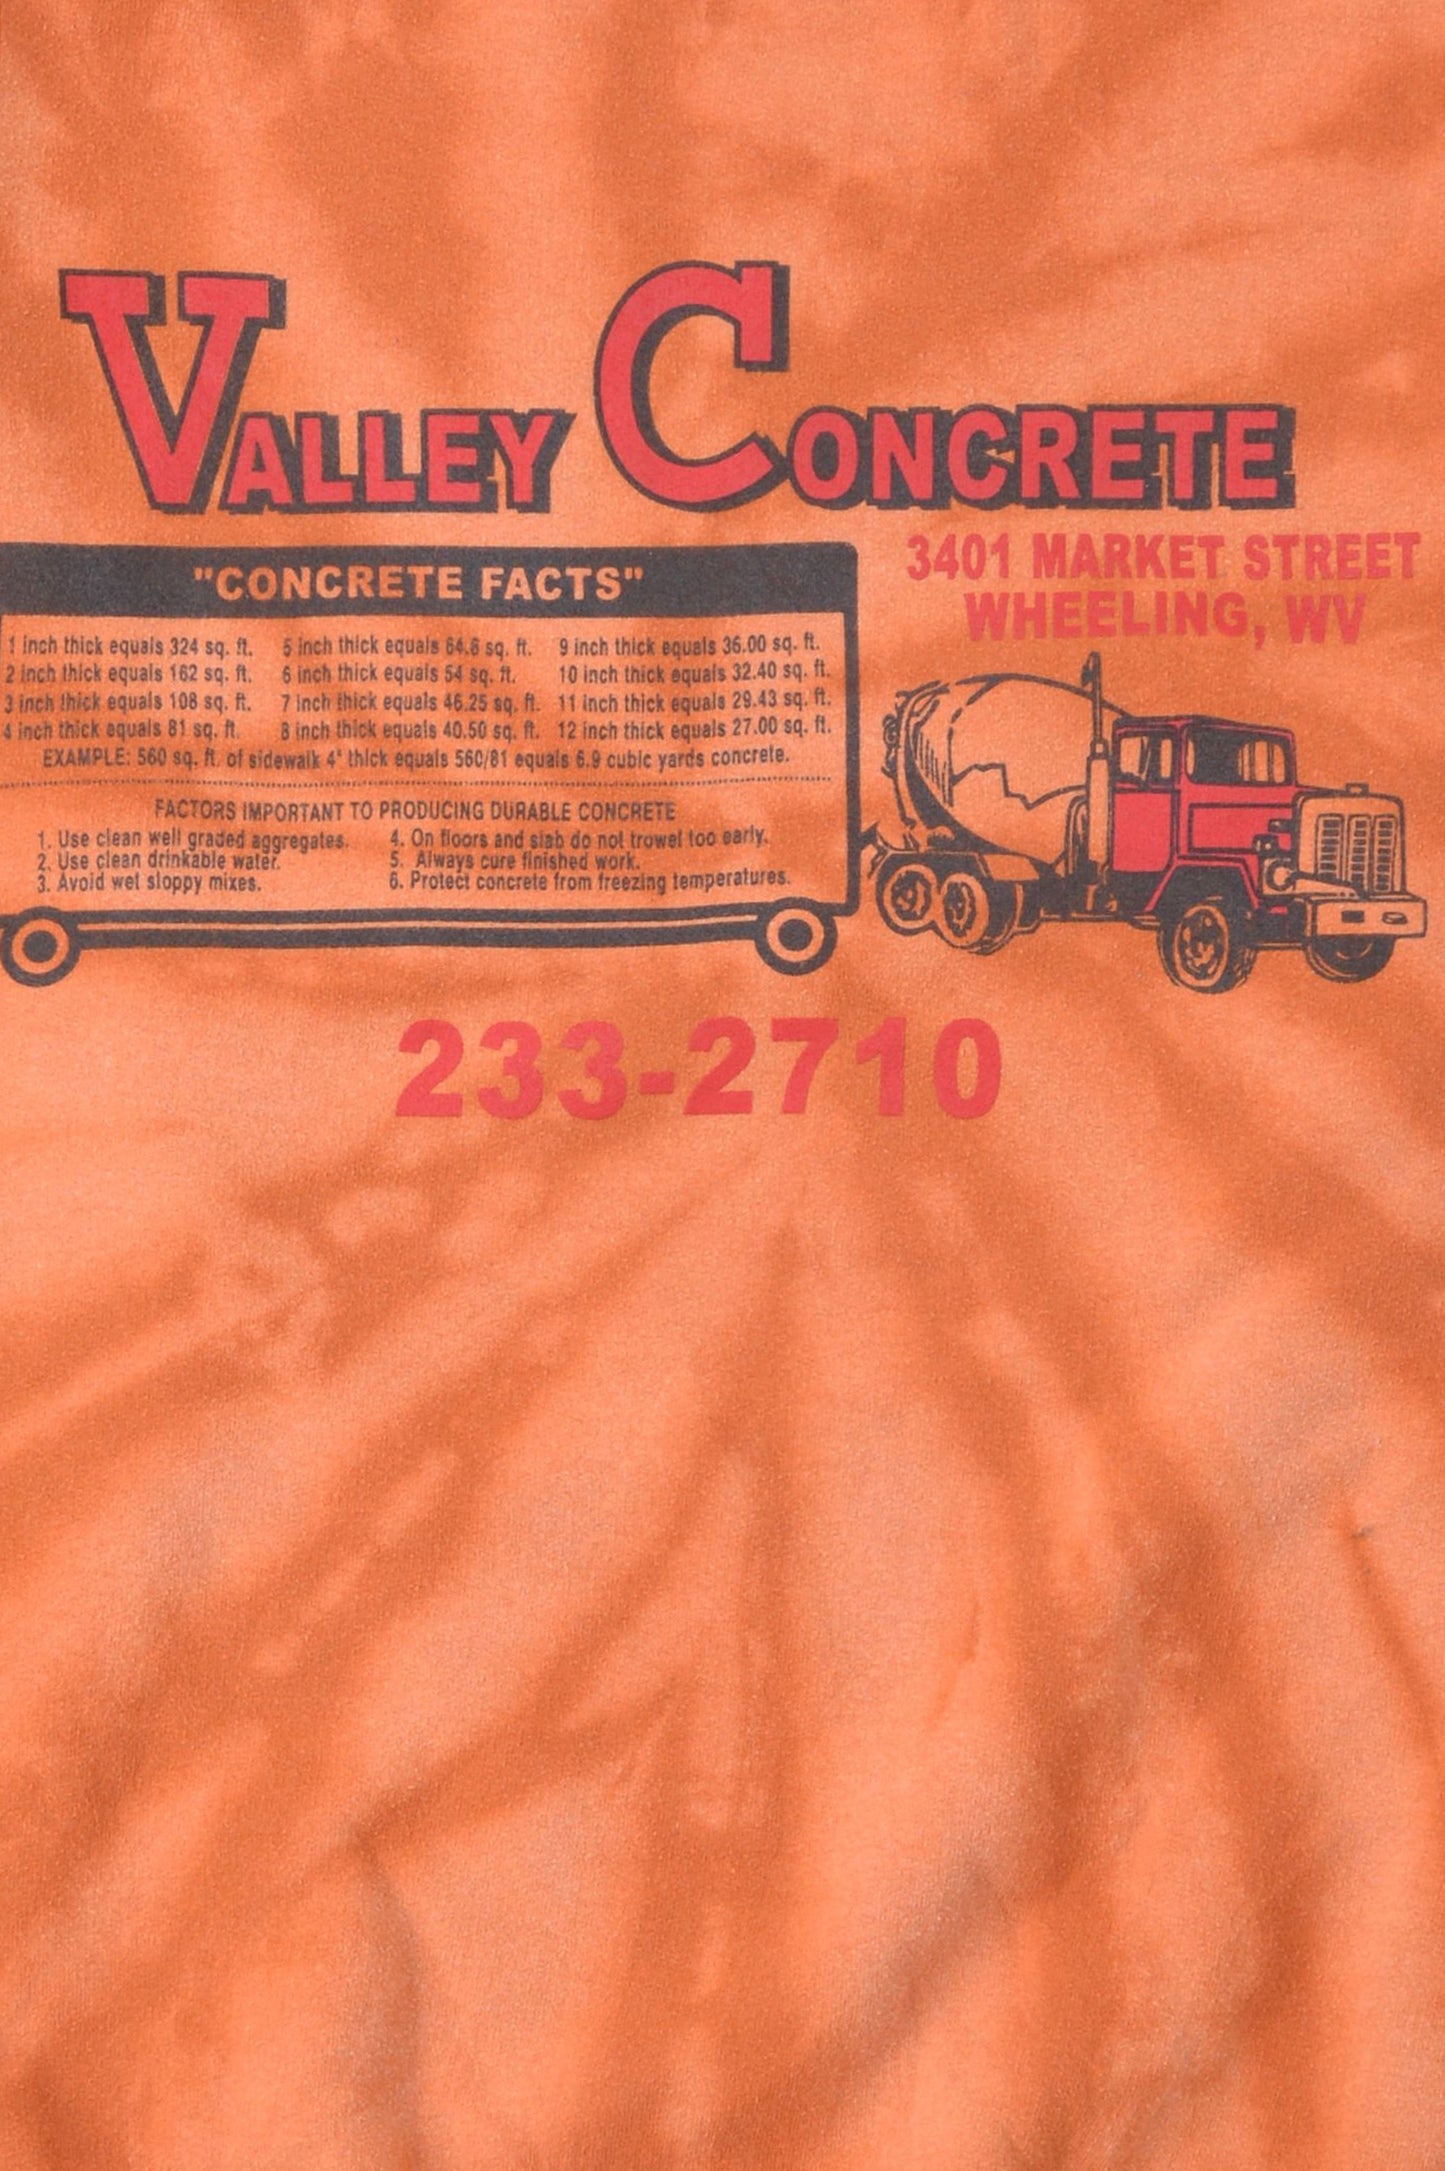 VALLEY CONCRETE
3401 MARKET STREET
WHEELING, WV
"CONCRETE FACTS"
1 inch thick equals 324 sq. ft. 5 inch thick equals 64.8 sq. ft. 9 inch thick equals 36.00 sq. ft.
2 inch thick equals 162 sq. ft. 6 inch thick equals 54 sq. ft. 10 inch thick equals 32.40 sq. ft.
3 inch thick equals 108 sq. ft. 7 inch thick equals 46.25 sq. ft. 11 inch thick equals 29.43 sq. ft.
4 inch thick equals 81 sq. ft. 8 inch thick equals 40.50 sq. ft. 12 inch thick equals 27.00 sq. ft.
EXAMPLE: 560 sq. ft. of sidewalk 4" thick equals 560/81 equals 6.9 cubic yards concrete.
FACTORS IMPORTANT TO PRODUCING DURABLE CONCRETE
1. Use clean well graded aggregates. 4. On floors and slab do not trowel too early.
2. Use clean drinkable water. 5. Always cure finished work.
3. Avoid wet sloppy mixes. 6. Protect concrete from freezing temperatures.
233-2710